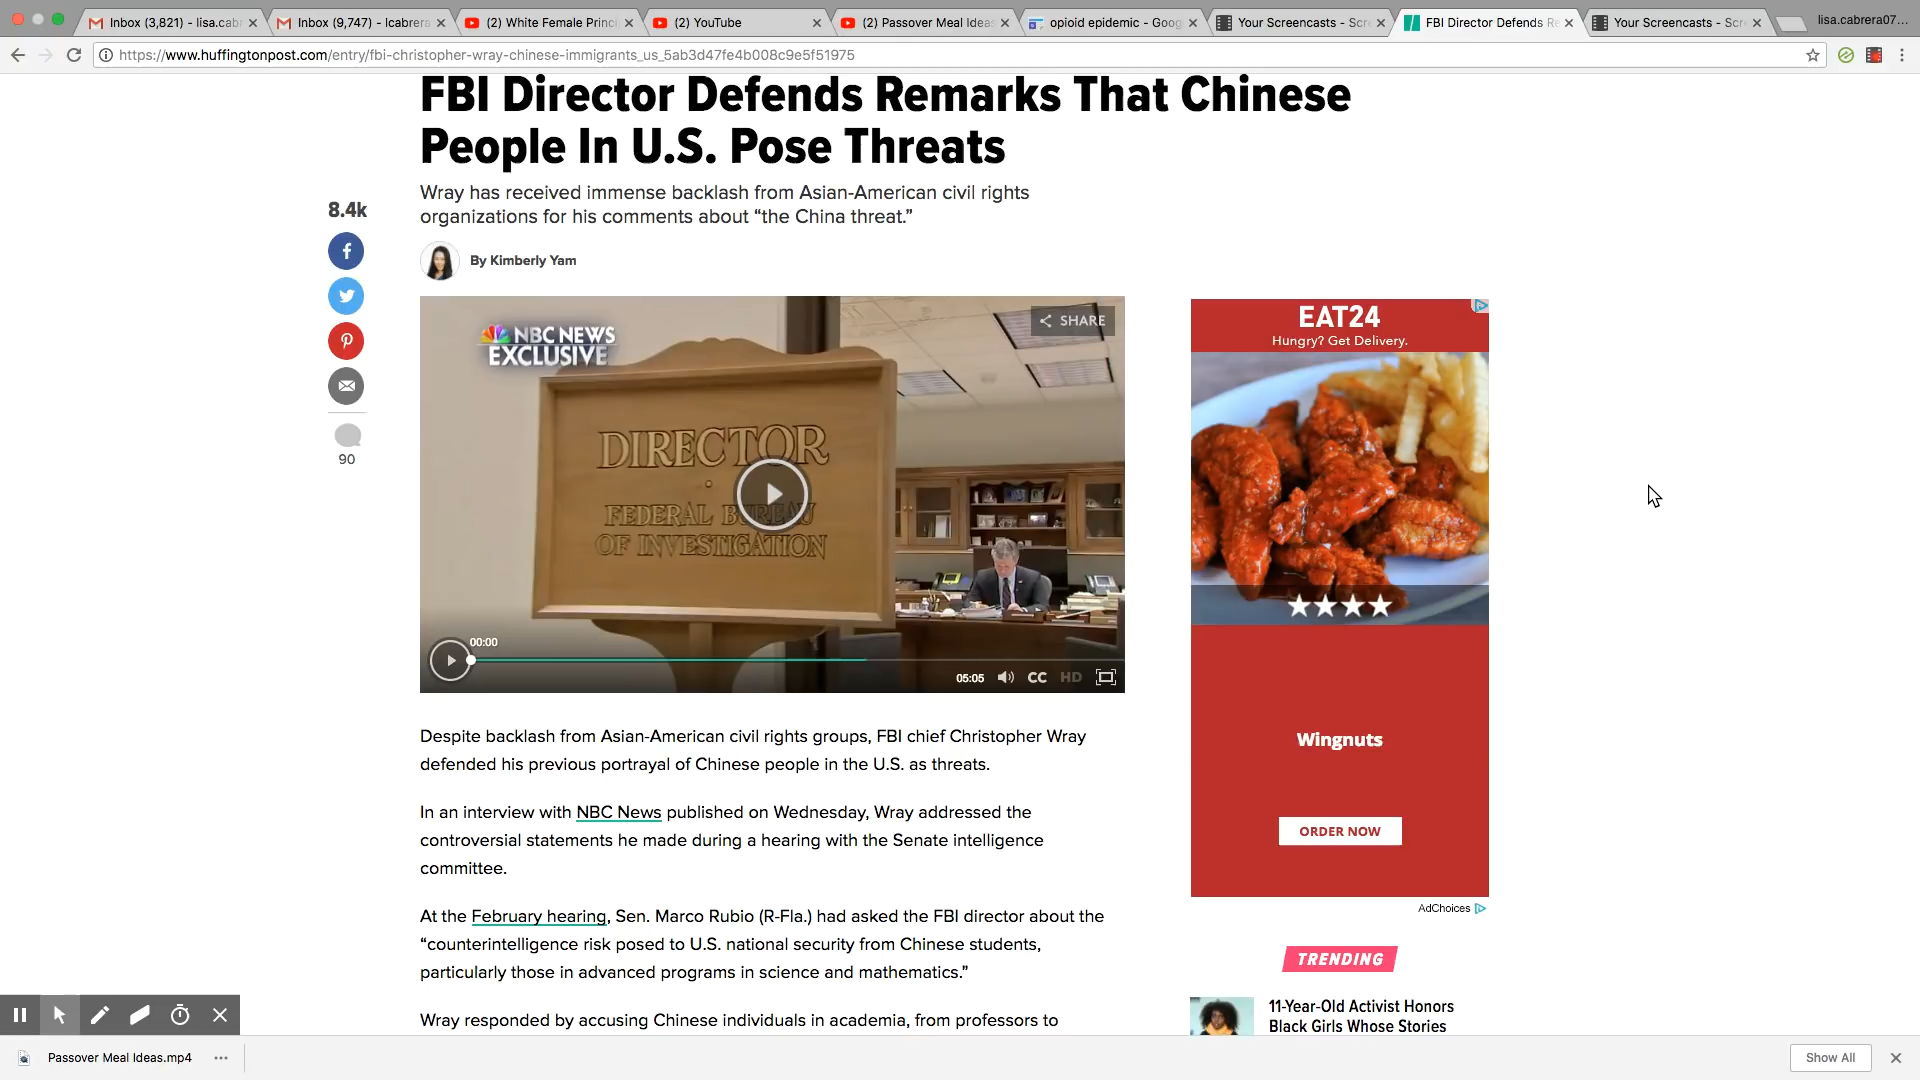 Inbox (3,821) - lisa.cab
Inbox (9,747) - lcabrera
(2) White Female Princ
(2) YouTube
(2) Passover Meal Ideas
opioid epidemic - Goog
Your Screencasts - Scr
FBI Director Defends Re
Your Screencasts - Scre
lisa.cabrera07...
https://www.huffingtonpost.com/entry/fbi-christopher-wray-chinese-immigrants_us_5ab3d47fe4b008c9e5f51975
FBI Director Defends Remarks That Chinese
People In U.S. Pose Threats
Wray has received immense backlash from Asian-American civil rights
organizations for his comments about “the China threat.”
8.4k
By Kimberly Yam
90
NBC NEWS
EXCLUSIVE
SHARE
DIRECTOR
FEDERAL BUREAU
OF INVESTIGATION
00:00
05:05
CC
HD
EAT24
Hungry? Get Delivery.
Wingnuts
ORDER NOW
AdChoices
Despite backlash from Asian-American civil rights groups, FBI chief Christopher Wray
defended his previous portrayal of Chinese people in the U.S. as threats.
In an interview with NBC News published on Wednesday, Wray addressed the
controversial statements he made during a hearing with the Senate intelligence
committee.
At the February hearing, Sen. Marco Rubio (R-Fla.) had asked the FBI director about the
“counterintelligence risk posed to U.S. national security from Chinese students,
particularly those in advanced programs in science and mathematics.”
Wray responded by accusing Chinese individuals in academia, from professors to
TRENDING
11-Year-Old Activist Honors
Black Girls Whose Stories
Passover Meal Ideas.mp4
Show All